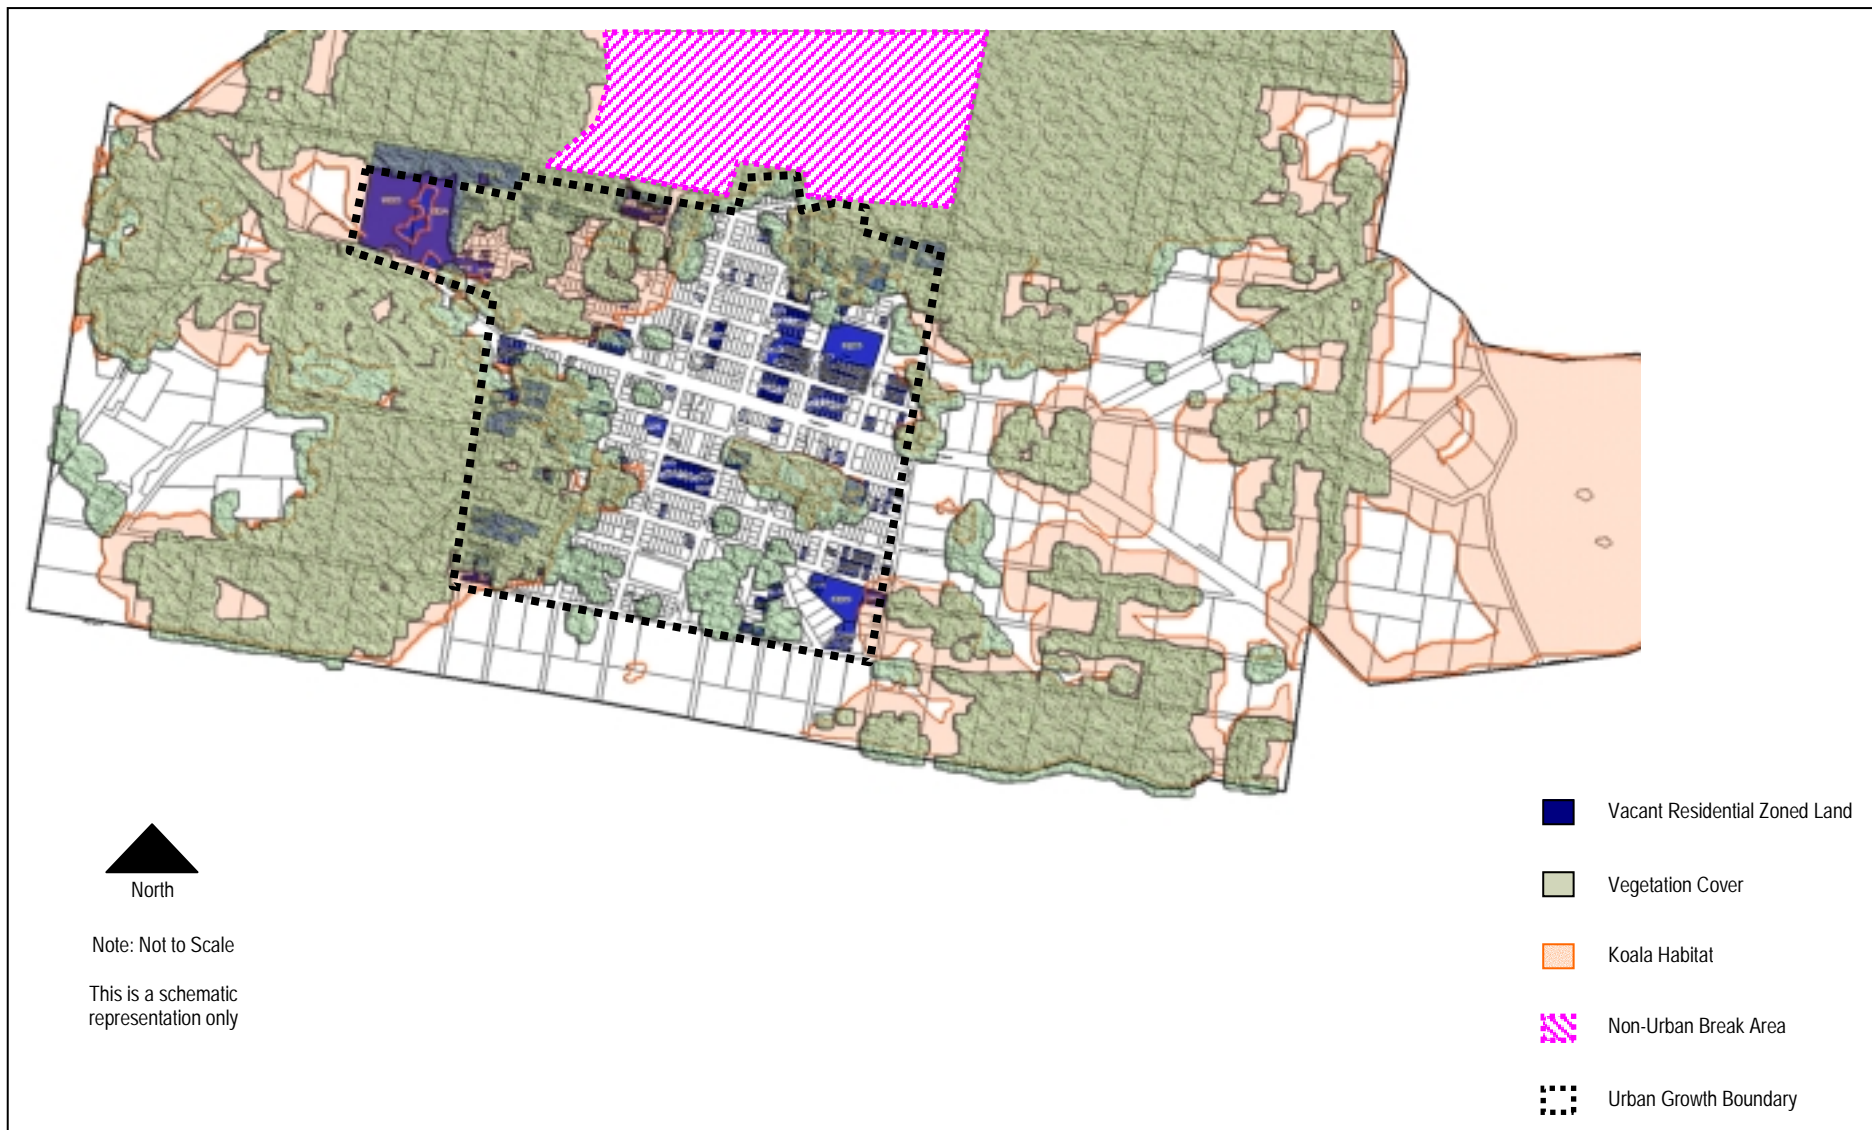 North
Note: Not to Scale
This is a schematic
representation only
Vacant Residential Zoned Land
Vegetation Cover
Koala Habitat
Non-Urban Break Area
Urban Growth Boundary